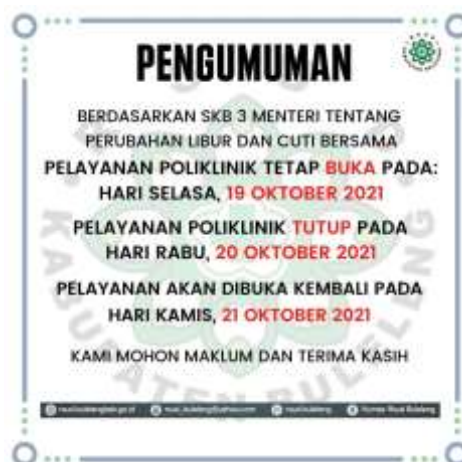 PENGUMUMAN
BERDASARKAN SKB 3 MENTERI TENTANG
PERUBAHAN LIBUR DAN CUTI BERSAMA
PELAYANAN POLIKLINIK TETAP BUKA PADA:
HARI SELASA, 19 OKTOBER 2021
PELAYANAN POLIKLINIK TUTUP PADA
HARI RABU, 20 OKTOBER 2021
PELAYANAN AKAN DIBUKA KEMBALI PADA
HARI KAMIS, 21 OKTOBER 2021
KAMI MOHON MAKLUM DAN TERIMA KASIH
KABUPATEN BULELENG